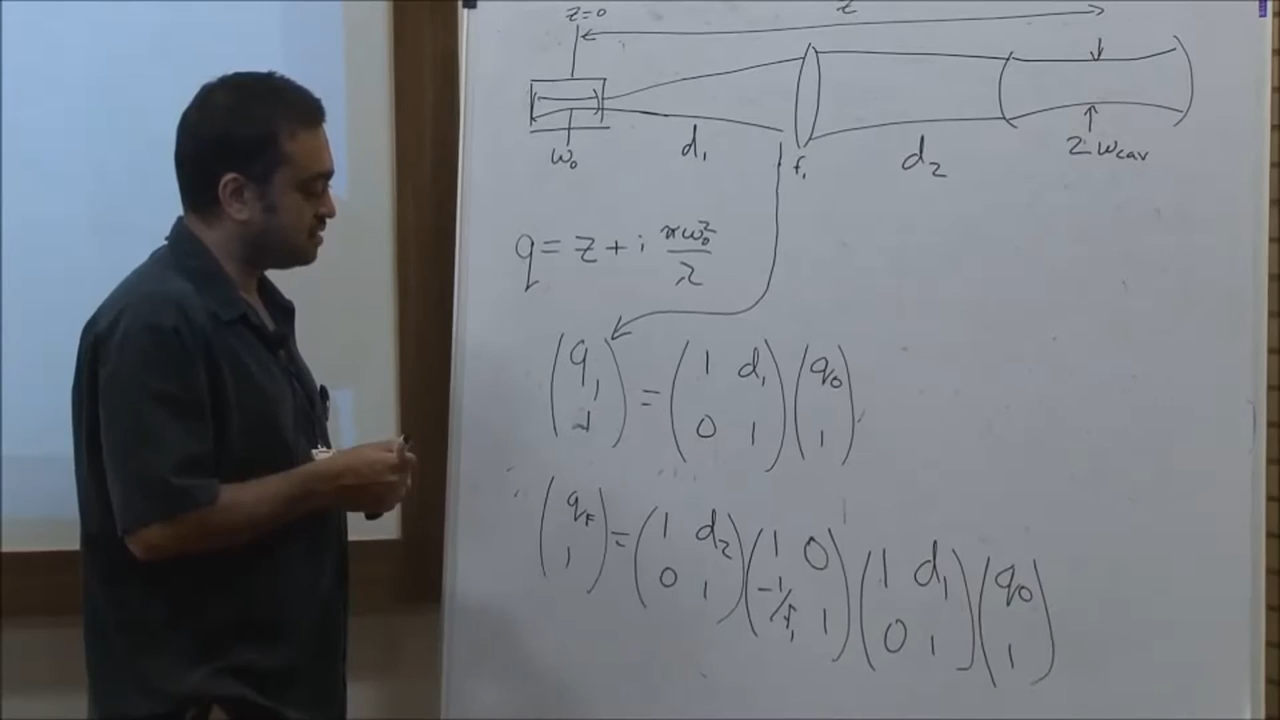 z=0
z
w₀ d₁ f₁ d₂ 2·w_cav
q = z + i πw₀²/λ
(q₁ 1) = (1 d₁ 0 1) (q₀ 1)
(q_F 1) = (1 d₂ 0 1) (1 0 -1/f₁ 1) (1 d₁ 0 1) (q₀ 1)